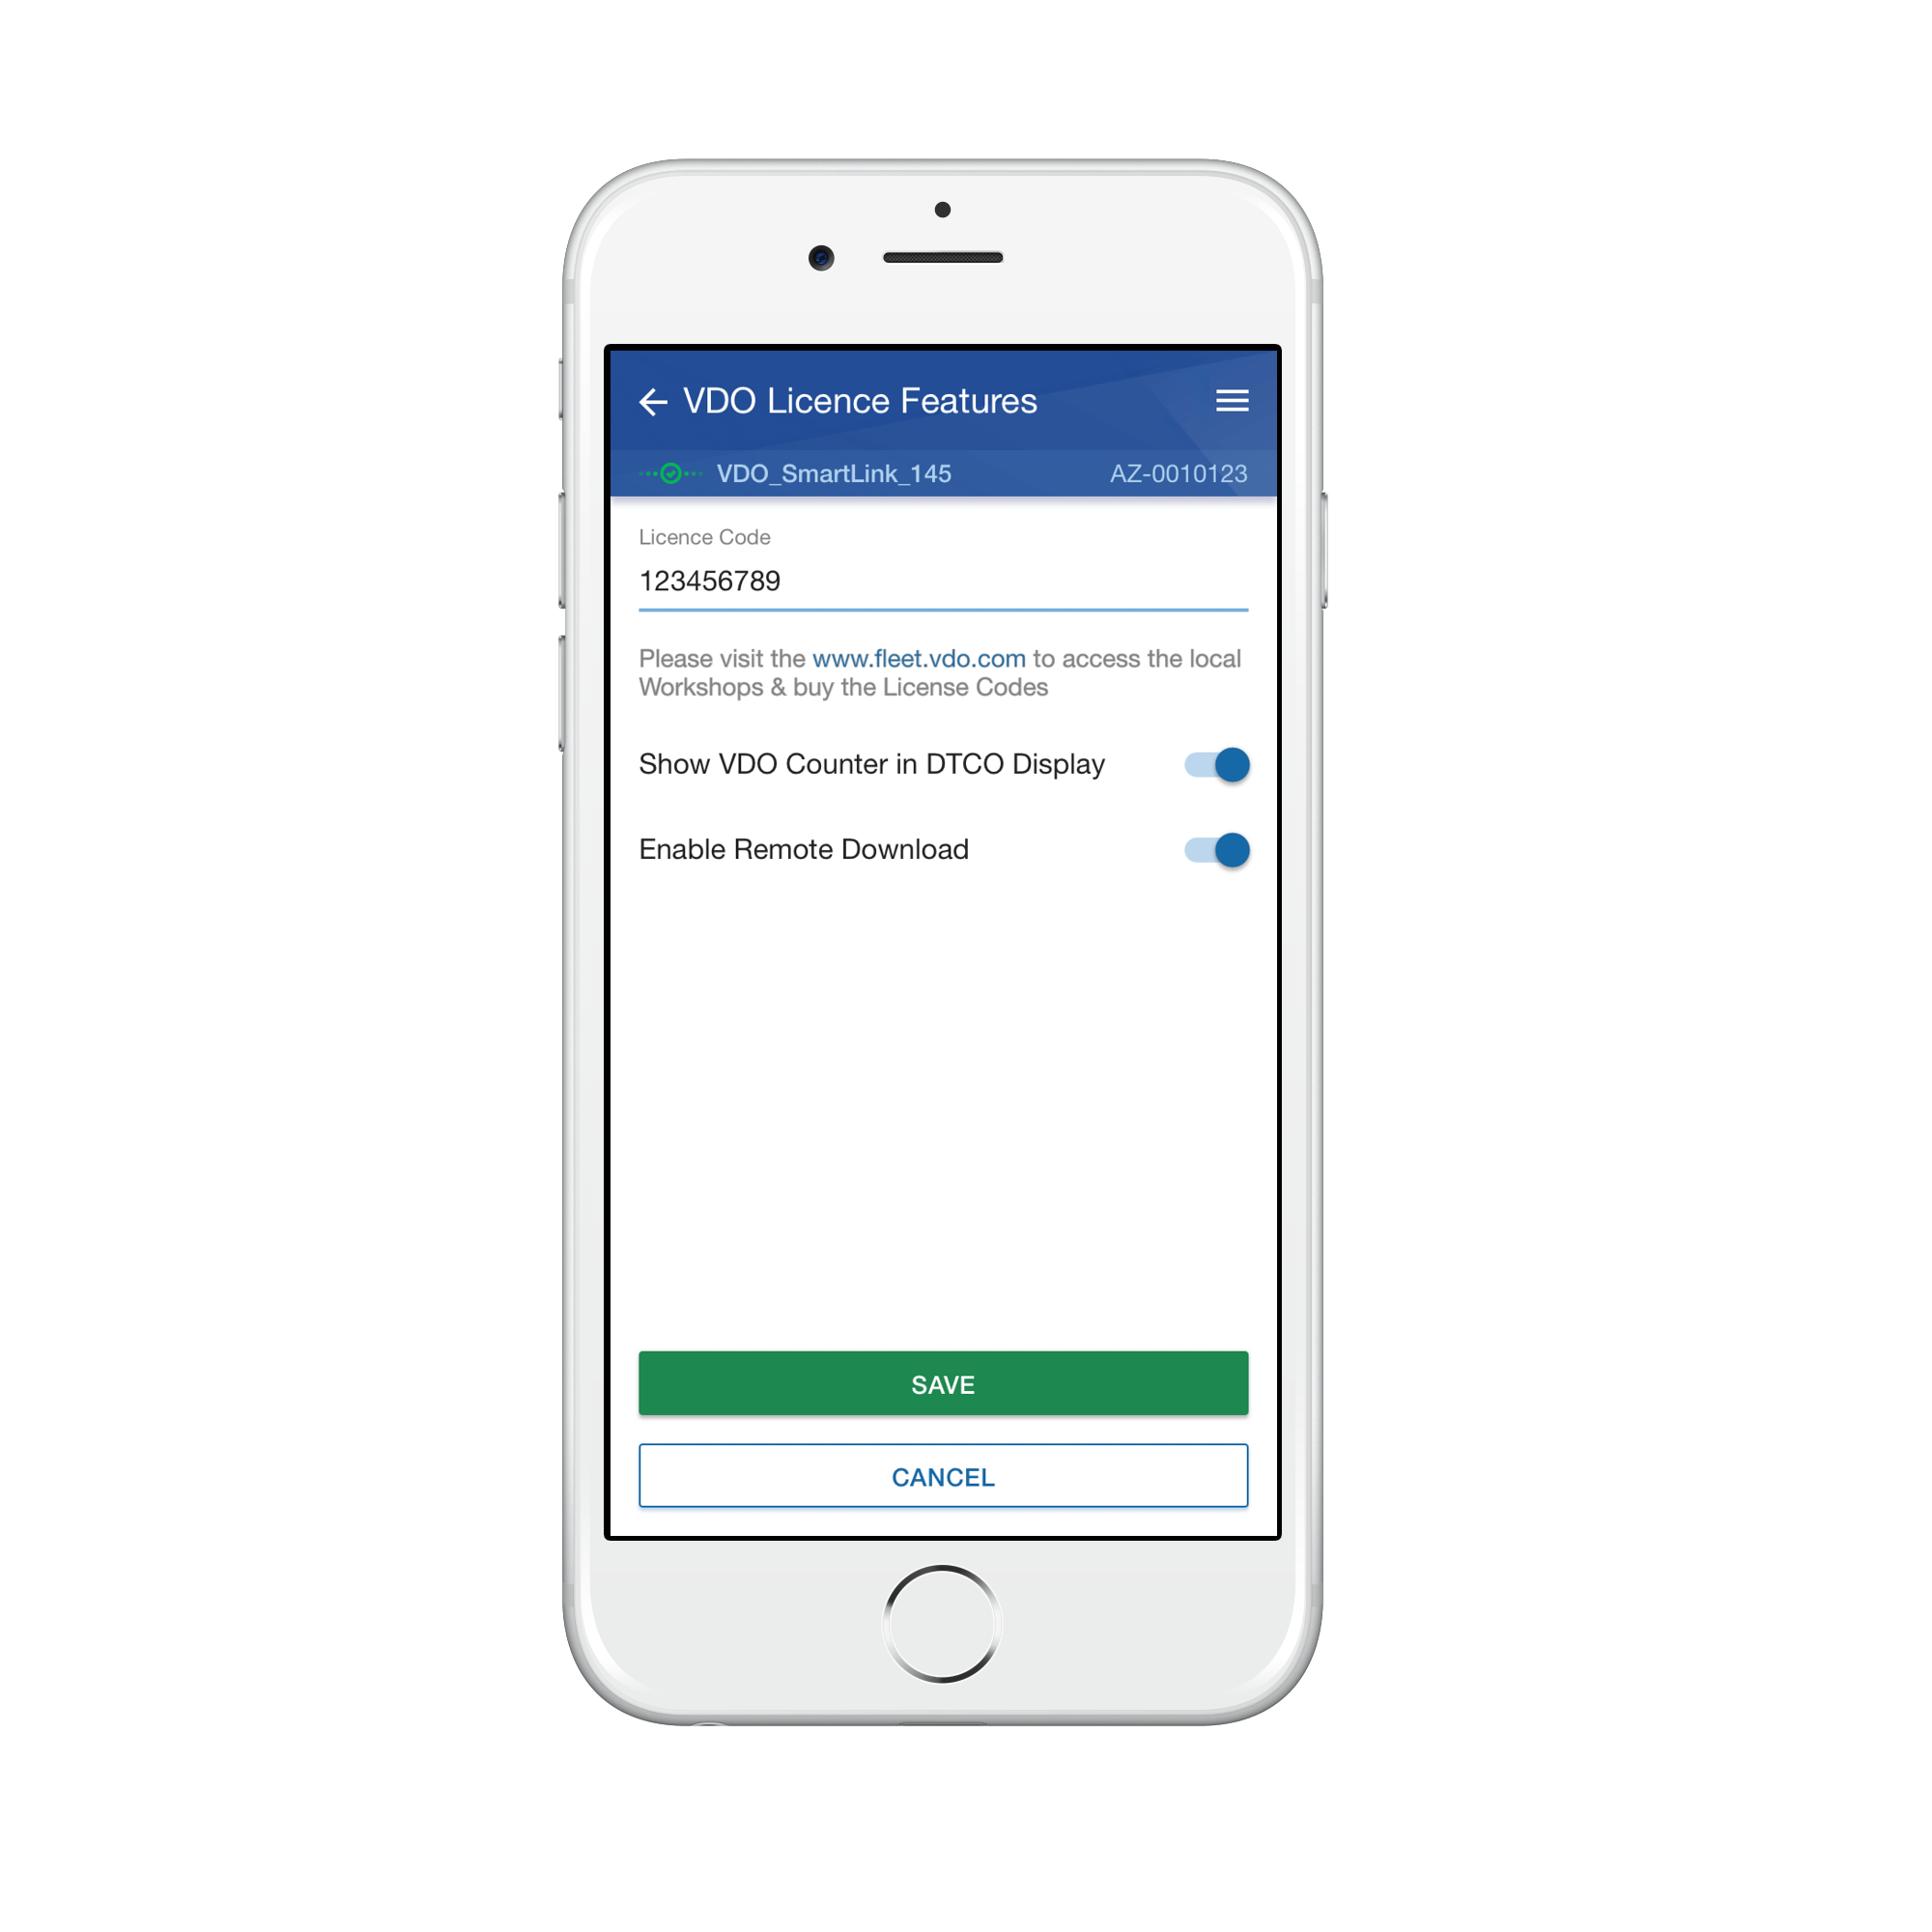 VDO Licence Features
VDO_SmartLink_145 AZ-0010123
Licence Code
123456789
Please visit the www.fleet.vdo.com to access the local
Workshops & buy the License Codes
Show VDO Counter in DTCO Display
Enable Remote Download
SAVE
CANCEL